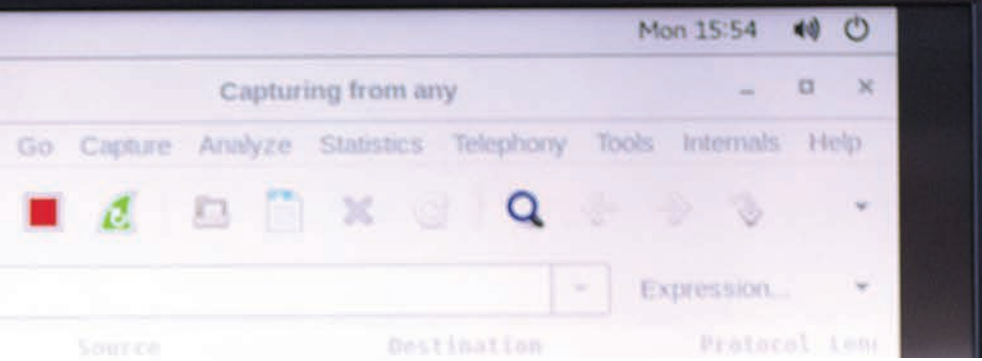 Mon 15:54
Capturing from any
Go Capture Analyze Statistics Telephony Tools Internals Help
Expression...
Source Destination Protocol